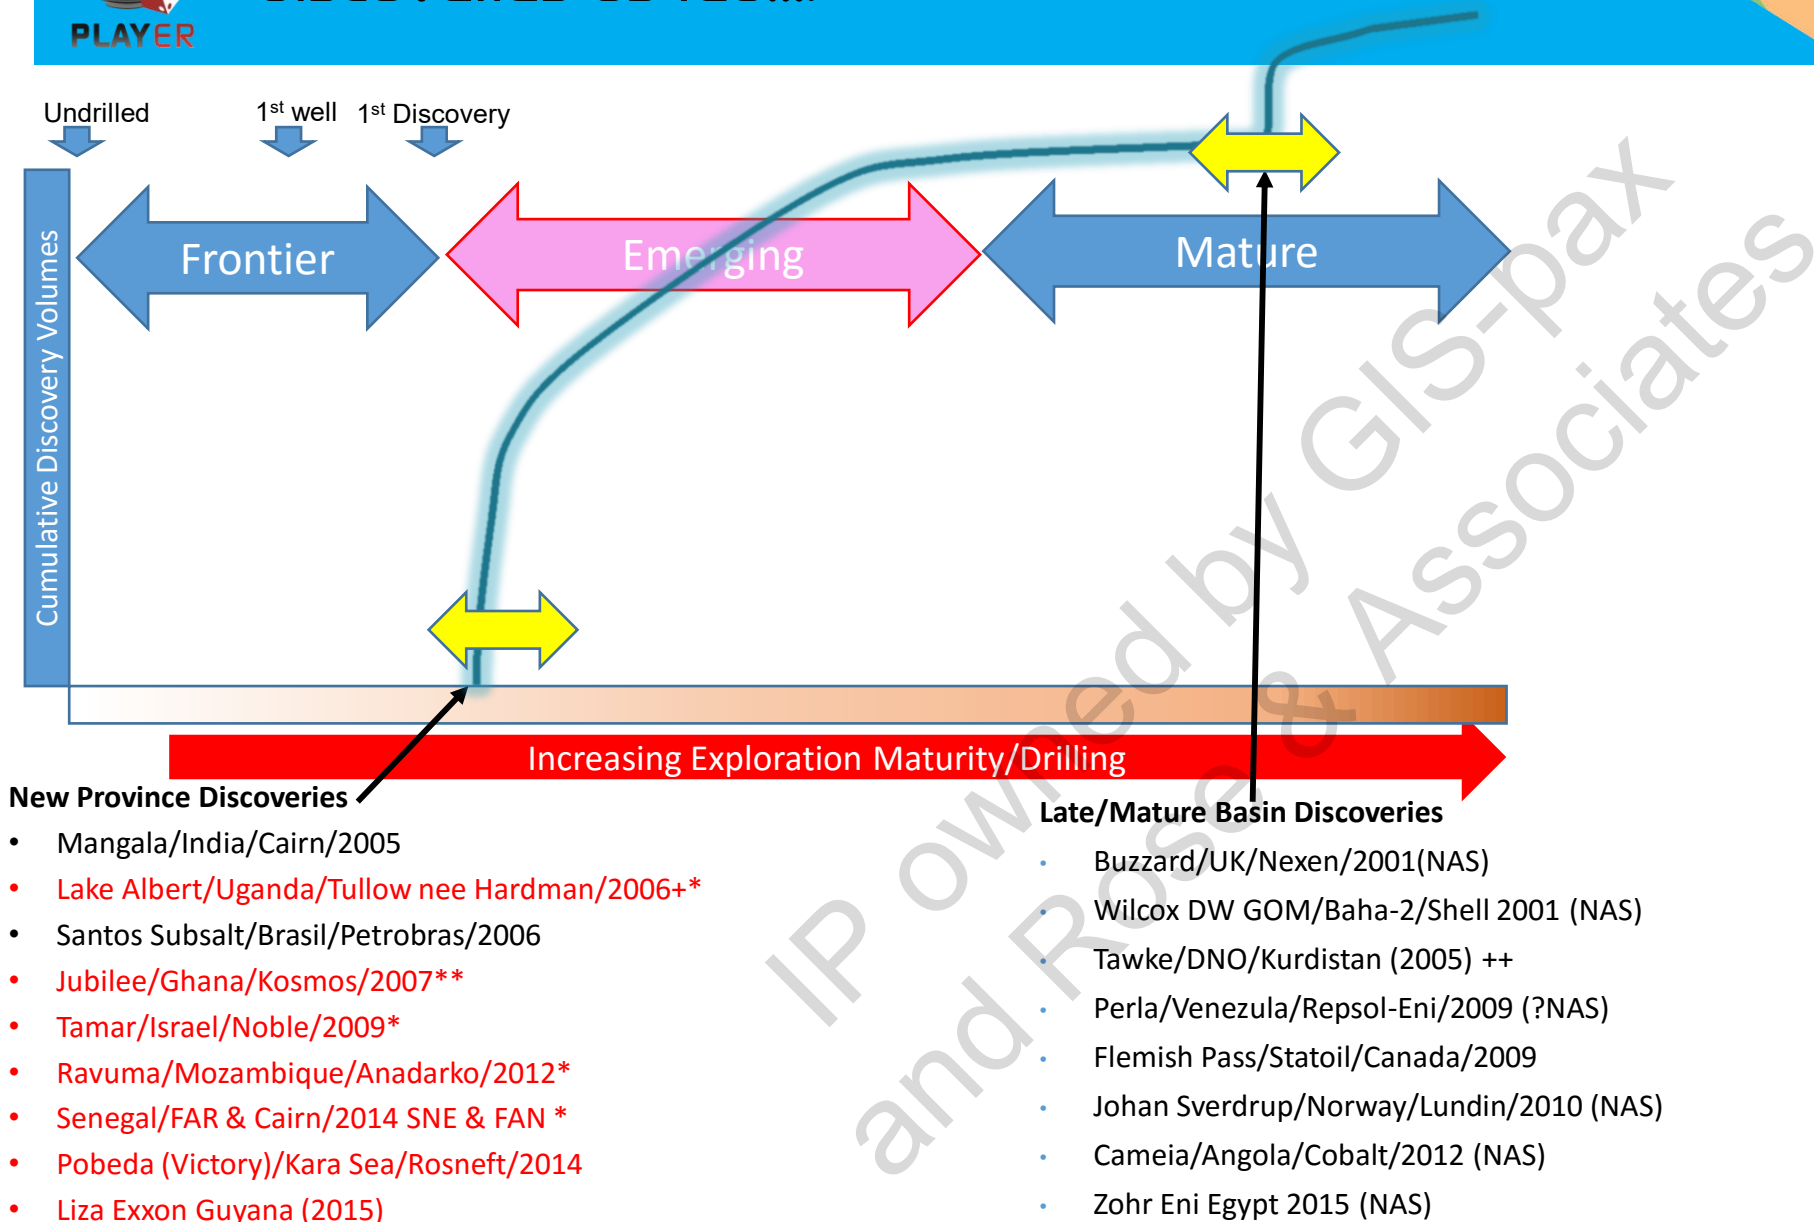 PLAYER
Undrilled
1st well
1st Discovery
Cumulative Discovery Volumes
Frontier
Emerging
Mature
Increasing Exploration Maturity/Drilling
New Province Discoveries
• Mangala/India/Cairn/2005
• Lake Albert/Uganda/Tullow nee Hardman/2006+*
• Santos Subsalt/Brasil/Petrobras/2006
• Jubilee/Ghana/Kosmos/2007**
• Tamar/Israel/Noble/2009*
• Ravuma/Mozambique/Anadarko/2012*
• Senegal/FAR & Cairn/2014 SNE & FAN *
• Pobeda (Victory)/Kara Sea/Rosneft/2014
• Liza Exxon Guyana (2015)
Late/Mature Basin Discoveries
• Buzzard/UK/Nexen/2001(NAS)
• Wilcox DW GOM/Baha-2/Shell 2001 (NAS)
• Tawke/DNO/Kurdistan (2005) ++
• Perla/Venezula/Repsol-Eni/2009 (?NAS)
• Flemish Pass/Statoil/Canada/2009
• Johan Sverdrup/Norway/Lundin/2010 (NAS)
• Cameia/Angola/Cobalt/2012 (NAS)
• Zohr Eni Egypt 2015 (NAS)
IP owned by GIS-pax
and Rose & Associates